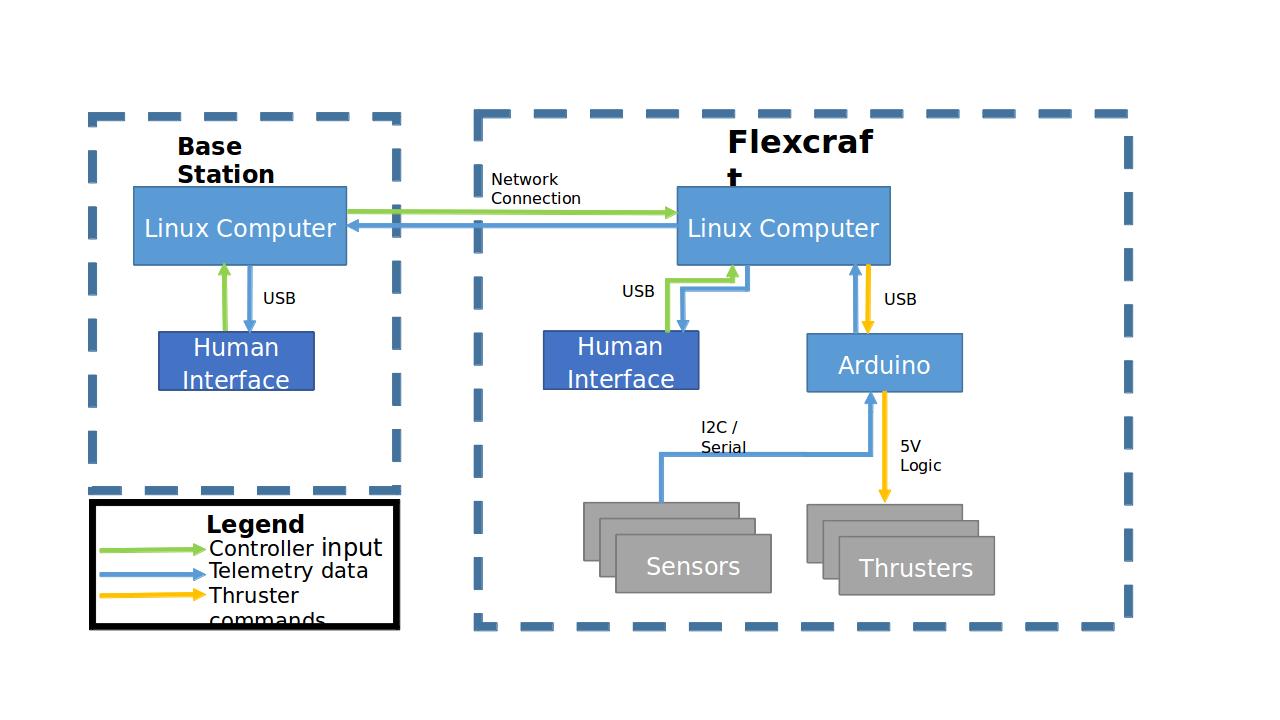 Base
Station
Linux Computer
USB
Human
Interface
Network
Connection
Flexcraf
t
Linux Computer
USB
USB
Human
Interface
Arduino
I2C /
Serial
5V
Logic
Sensors
Thrusters
Legend
Controller input
Telemetry data
Thruster
commands